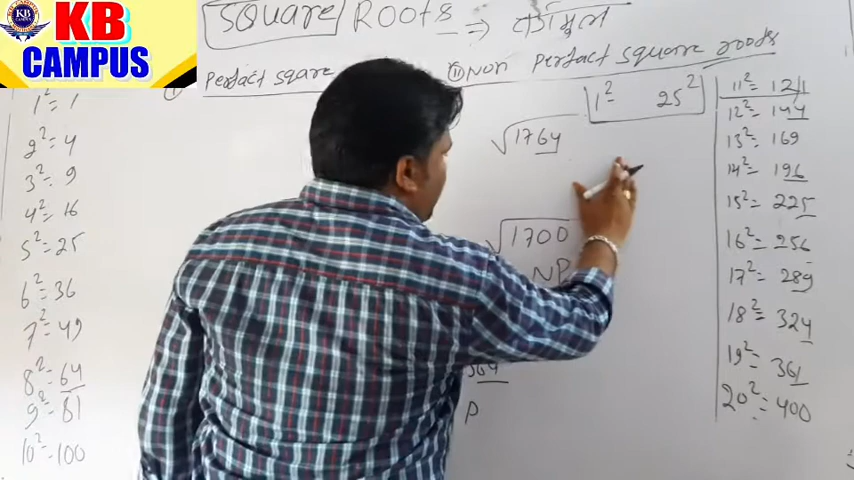 KB
KB CAMPUS
Square Roots ⇒ वर्गमूल
① Perfect square
② Non Perfect square roots
1² = 1
2² = 4
3² = 9
4² = 16
5² = 25
6² = 36
7² = 49
8² = 64
9² = 81
10² = 100
1² - 25²
√1764
√1700
NP
P
11² = 121
12² = 144
13² = 169
14² = 196
15² = 225
16² = 256
17² = 289
18² = 324
19² = 361
20² = 400